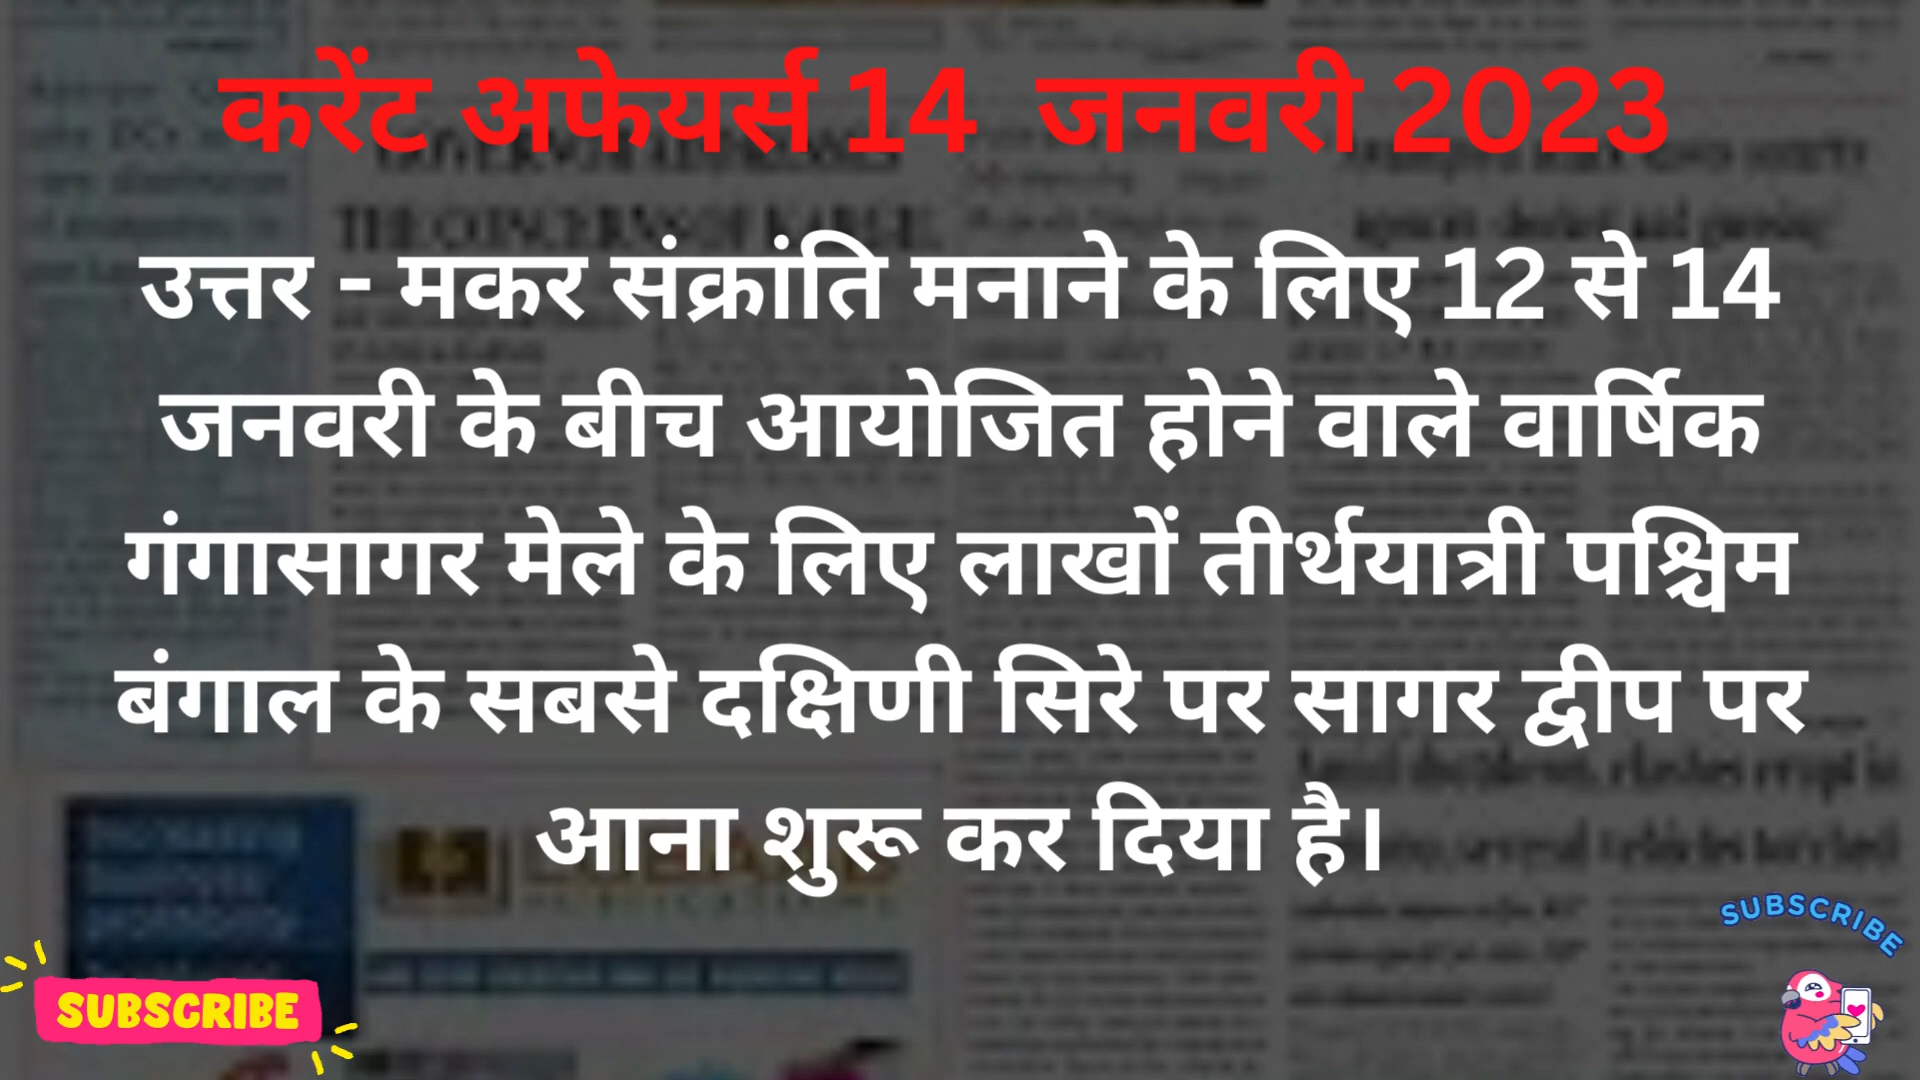 करेंट अफेयर्स 14 जनवरी 2023
उत्तर - मकर संक्रांति मनाने के लिए 12 से 14
जनवरी के बीच आयोजित होने वाले वार्षिक
गंगासागर मेले के लिए लाखों तीर्थयात्री पश्चिम
बंगाल के सबसे दक्षिणी सिरे पर सागर द्वीप पर
आना शुरू कर दिया है।
SUBSCRIBE
SUBSCRIBE